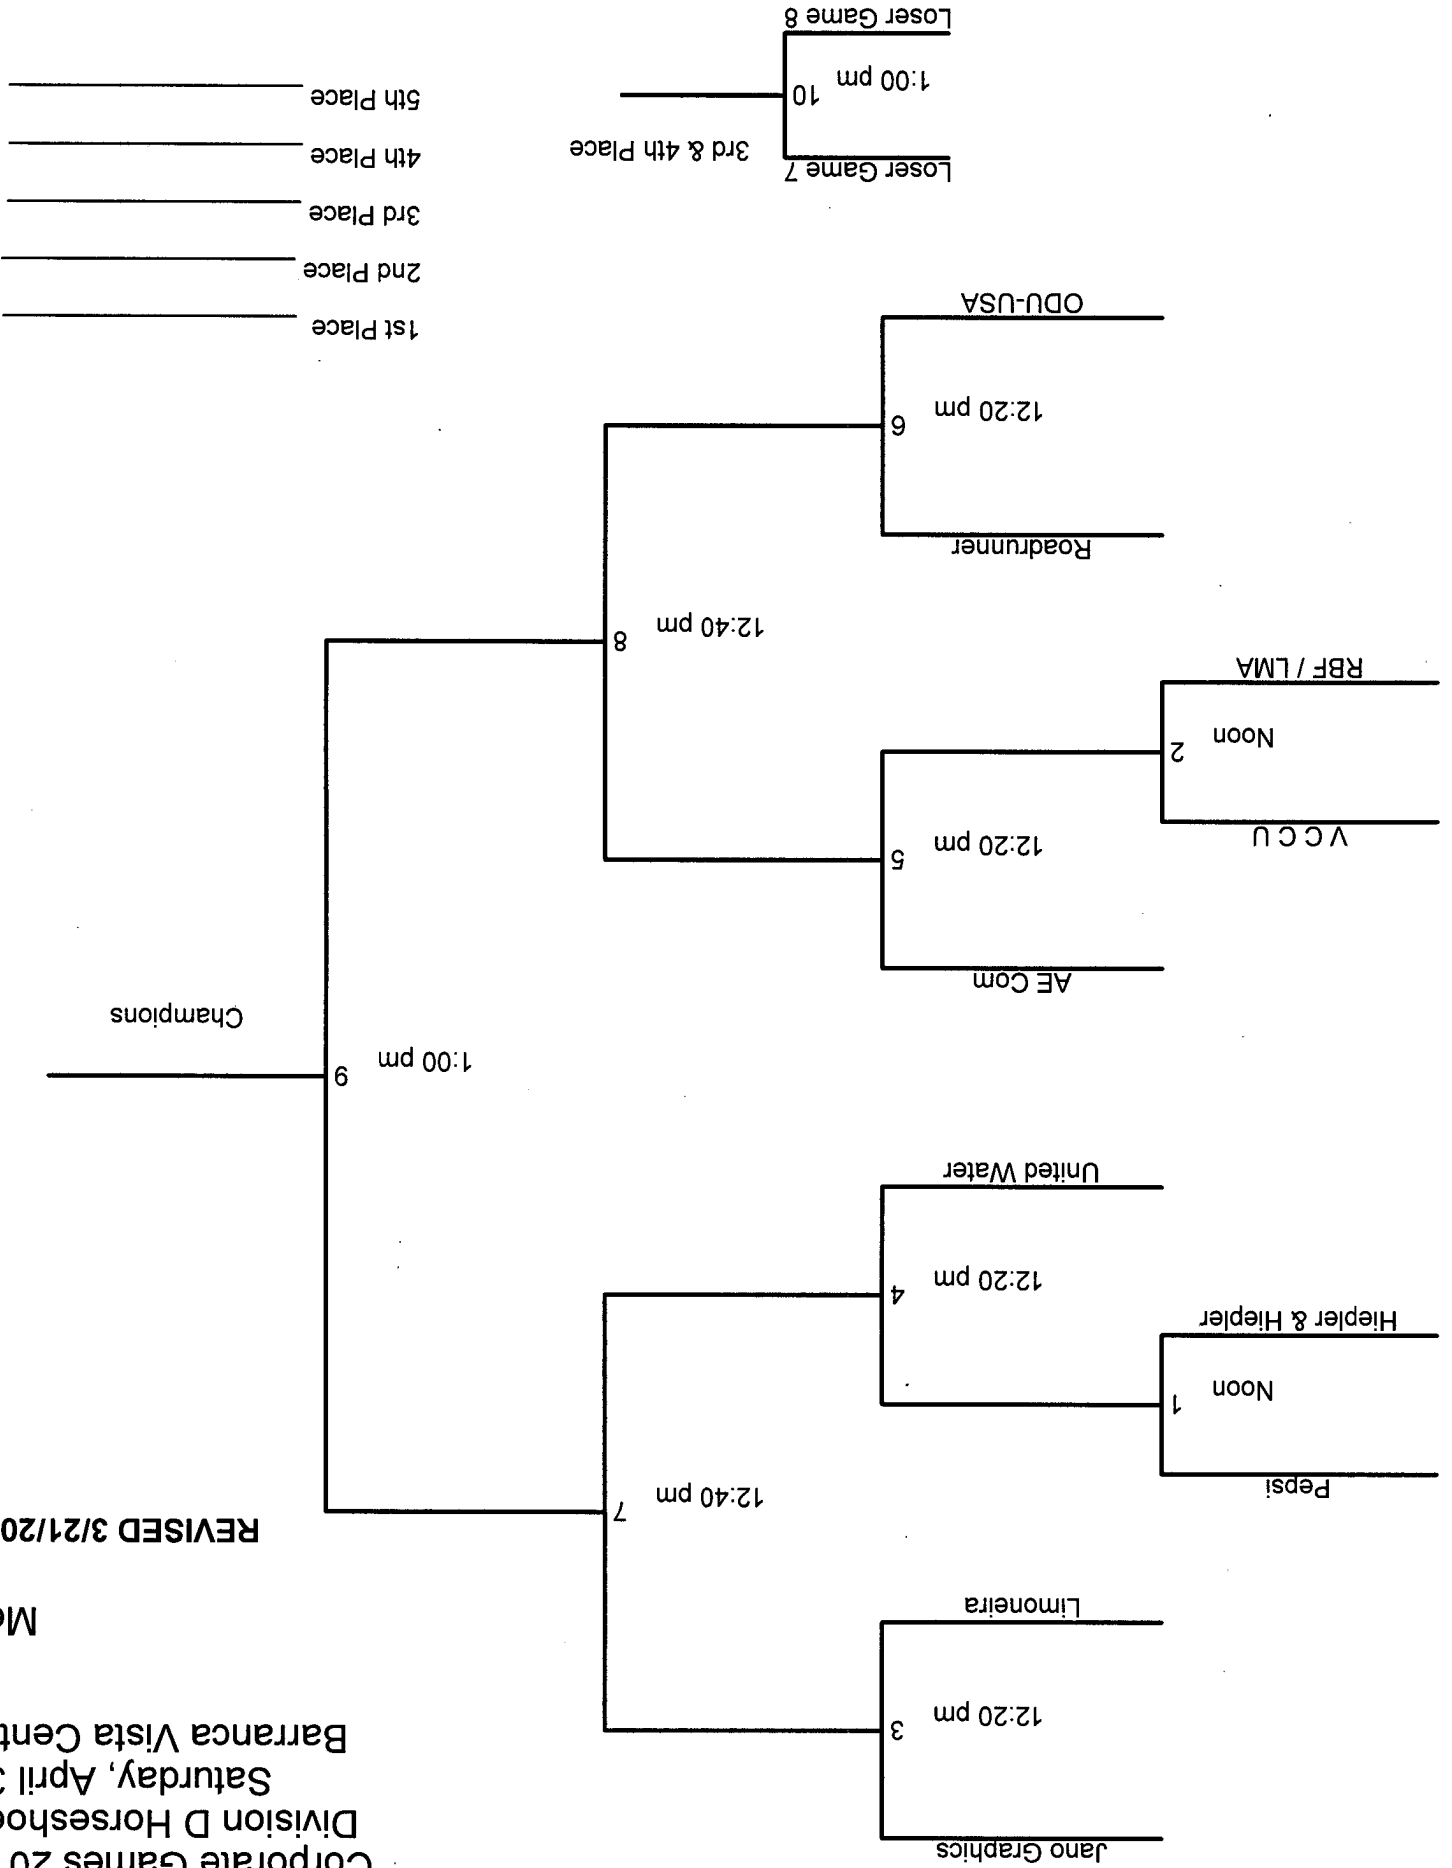 Corporate Games 20
Division D Horsesho
Saturday, April
Barranca Vista Cent
REVISED 3/21/20
Jano Graphics
12:20 pm
3
Limoneira
12:40 pm
7
Pepsi
Noon
1
Hiepler & Hiepler
12:20 pm
4
United Water
1:00 pm
9
Champions
AE Com
12:20 pm
5
V C C U
Noon
2
RBF / LMA
12:40 pm
8
Roadrunner
12:20 pm
6
ODU-USA
1st Place
2nd Place
3rd Place
4th Place
5th Place
Loser Game 7
1:00 pm
10
3rd & 4th Place
Loser Game 8